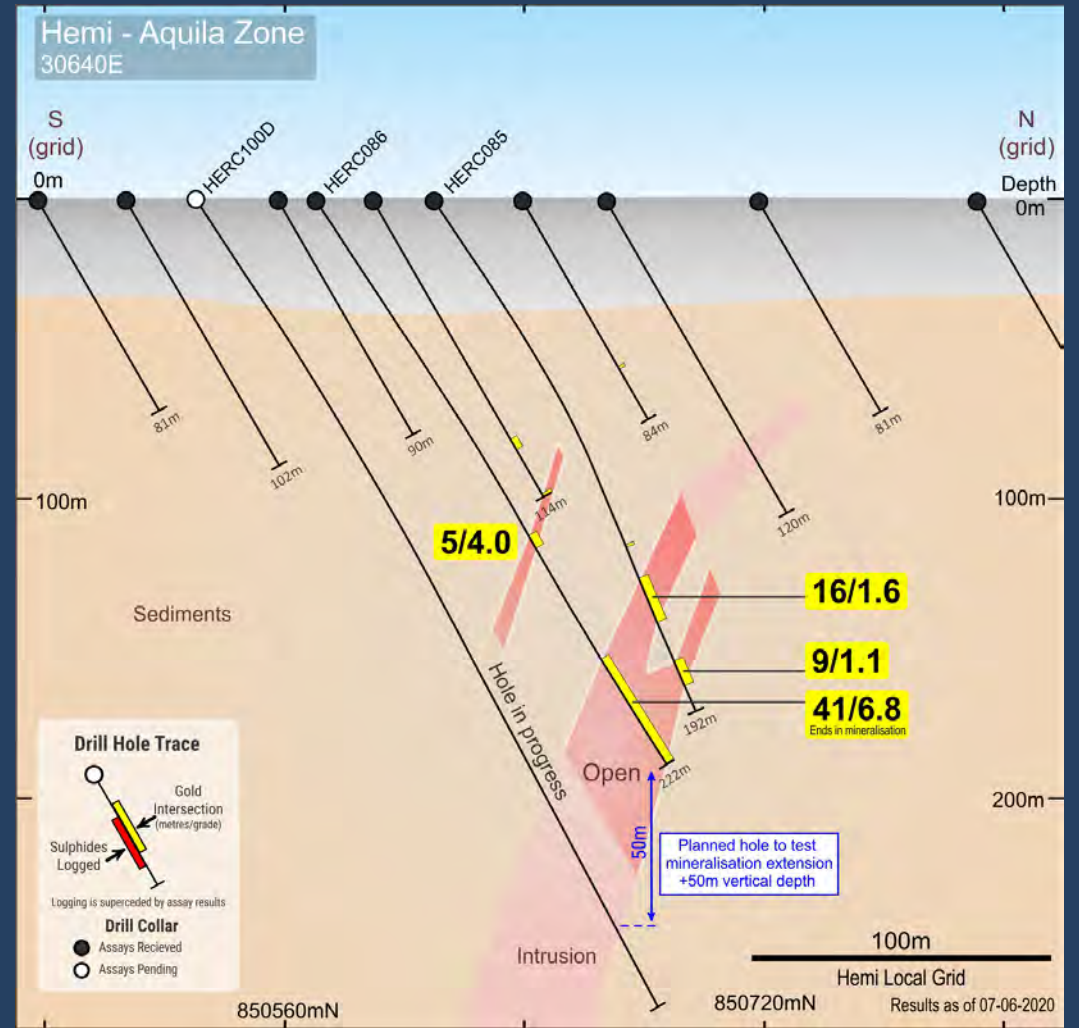 Hemi - Aquila Zone
30640E
S
(grid)
N
(grid)
HERC100D
HERC086
HERC085
0m
Depth
0m
81m
102m
90m
114m
84m
120m
81m
100m
100m
5/4.0
16/1.6
9/1.1
41/6.8
Ends in mineralisation
Sediments
192m
222m
Hole in progress
Open
200m
50m
Planned hole to test
mineralisation extension
+50m vertical depth
Intrusion
Drill Hole Trace
Gold
Intersection
(metres/grade)
Sulphides
Logged
Logging is superceded by assay results
Drill Collar
Assays Recieved
Assays Pending
100m
Hemi Local Grid
850560mN
850720mN
Results as of 07-06-2020